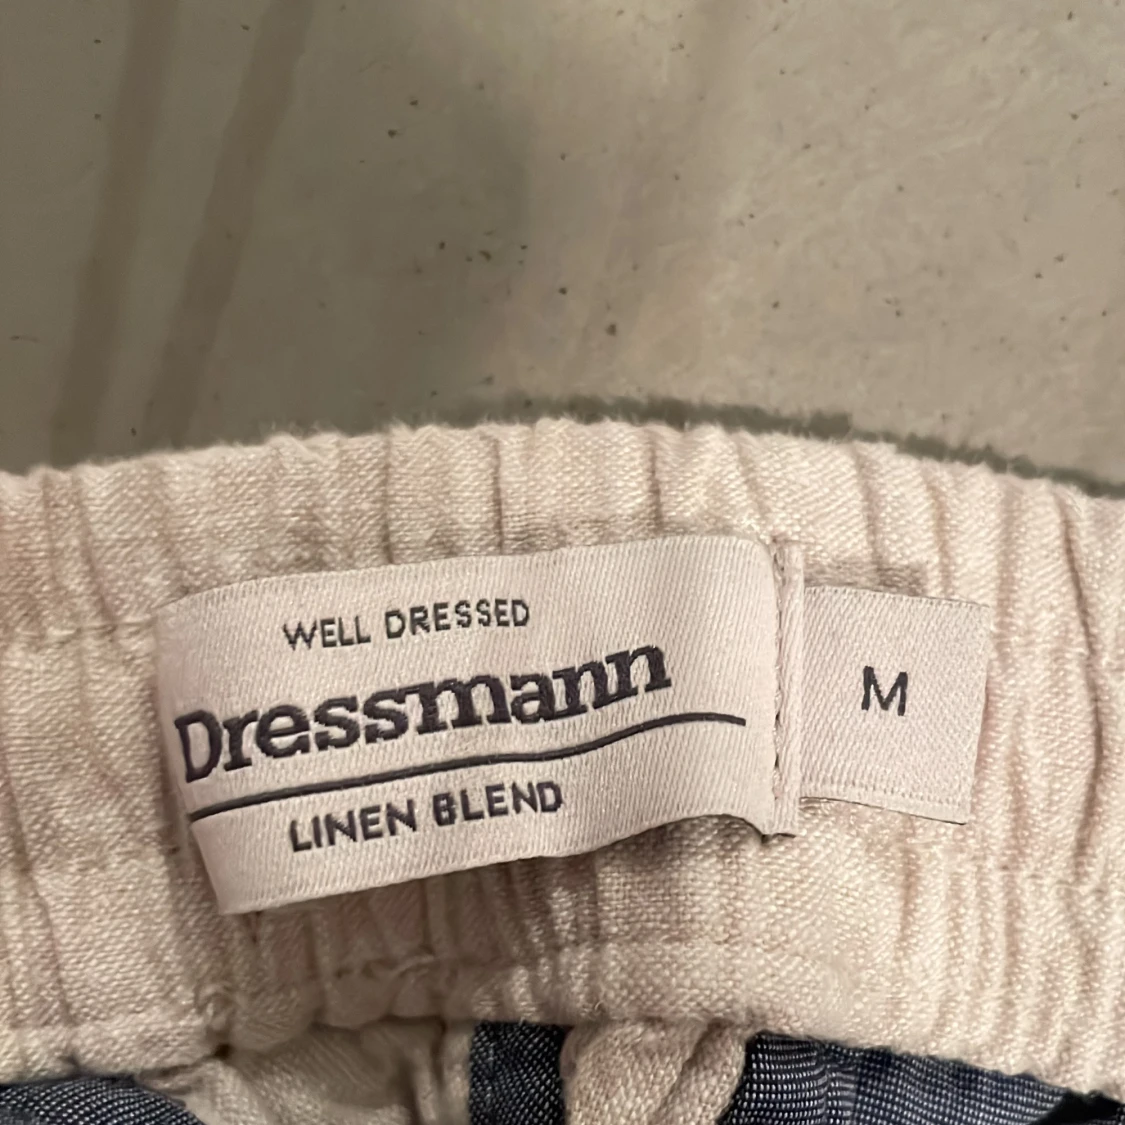 WELL DRESSED
Dressmann
LINEN BLEND
M